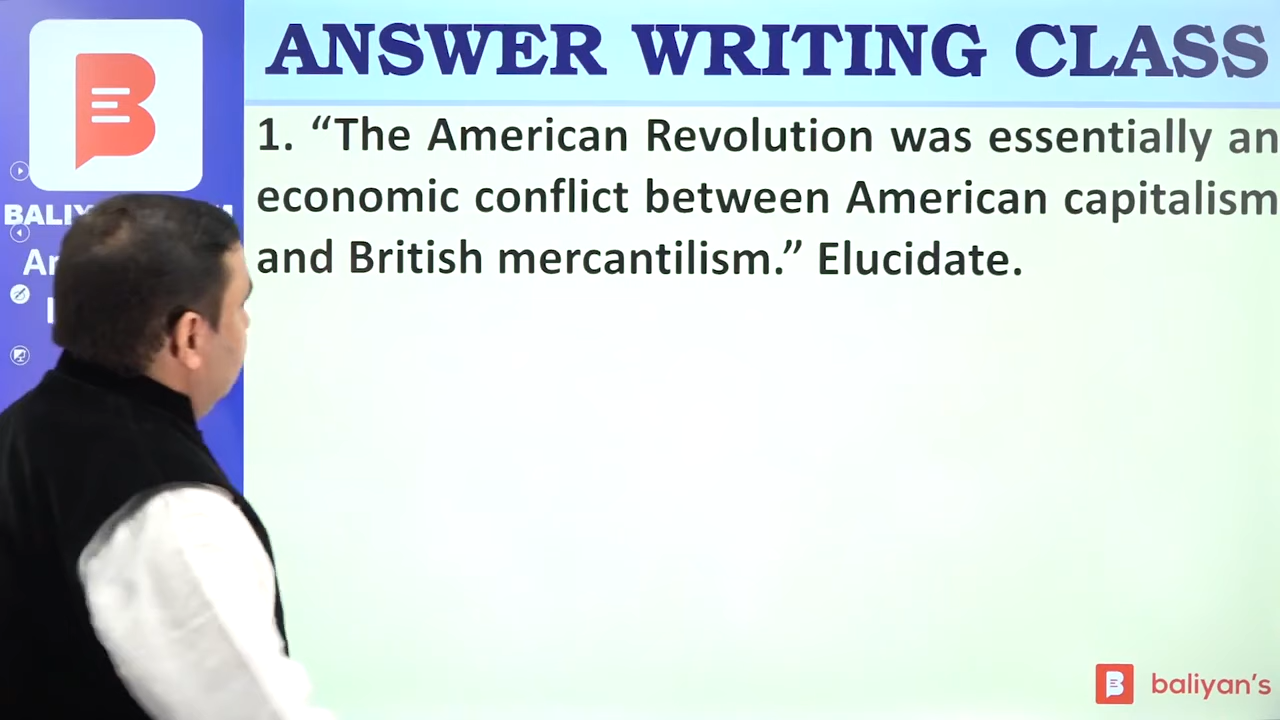 ANSWER WRITING CLASS
1. “The American Revolution was essentially an
economic conflict between American capitalism
and British mercantilism.” Elucidate.
baliyan’s